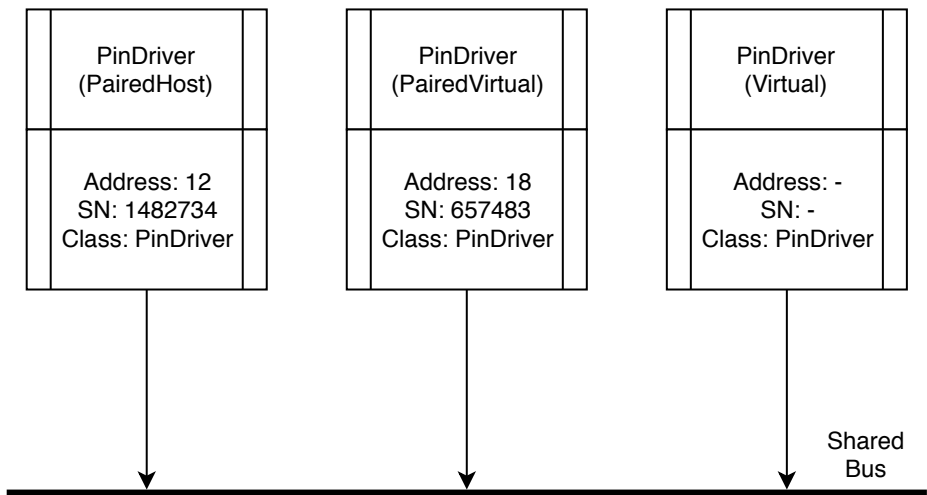 PinDriver
(PairedHost)
Address: 12
SN: 1482734
Class: PinDriver
PinDriver
(PairedVirtual)
Address: 18
SN: 657483
Class: PinDriver
PinDriver
(Virtual)
Address: -
SN: -
Class: PinDriver
Shared
Bus